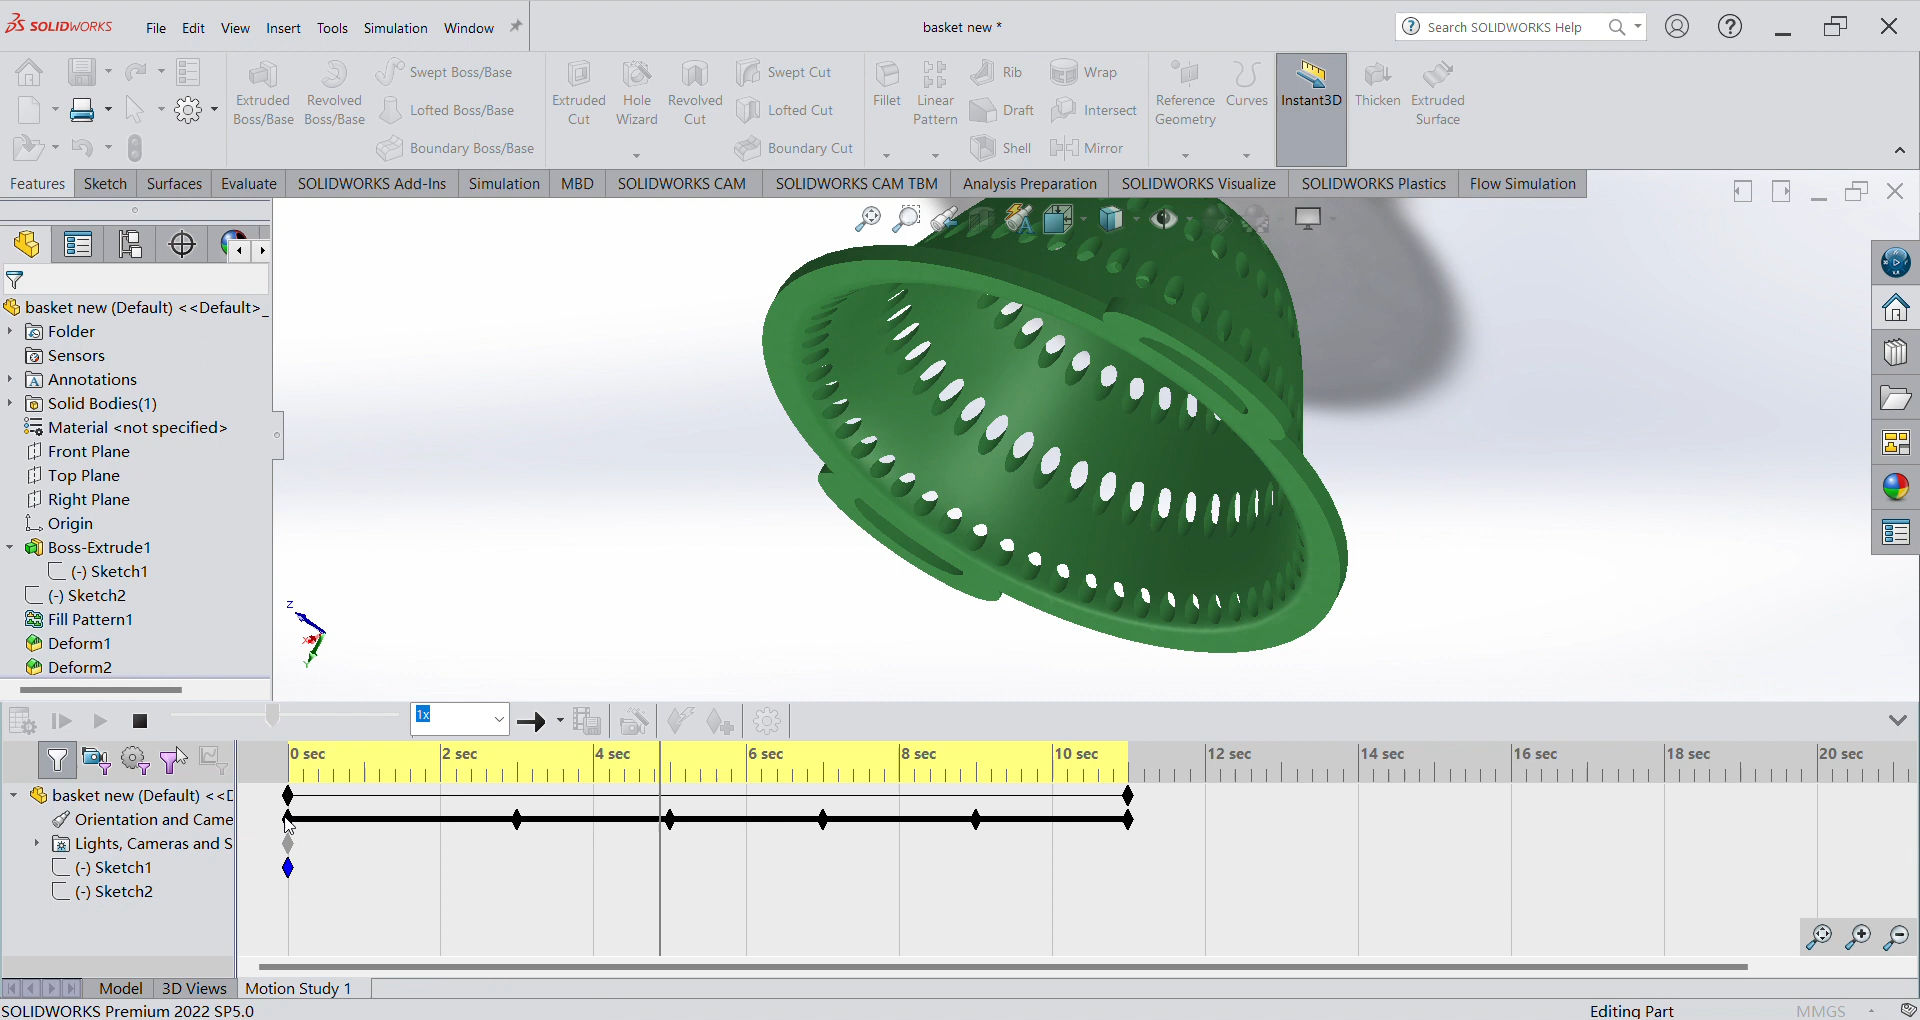 SOLIDWORKS File Edit View Insert Tools Simulation Window basket new * Search SOLIDWORKS Help
Extruded Boss/Base
Revolved Boss/Base
Swept Boss/Base
Lofted Boss/Base
Boundary Boss/Base
Extruded Cut
Hole Wizard
Revolved Cut
Swept Cut
Lofted Cut
Boundary Cut
Fillet
Linear Pattern
Rib
Draft
Shell
Wrap
Intersect
Mirror
Reference Geometry
Curves
Instant3D
Thicken
Extruded Surface
Features Sketch Surfaces Evaluate SOLIDWORKS Add-Ins Simulation MBD SOLIDWORKS CAM SOLIDWORKS CAM TBM Analysis Preparation SOLIDWORKS Visualize SOLIDWORKS Plastics Flow Simulation
basket new (Default) <<Default>_
Folder
Sensors
Annotations
Solid Bodies(1)
Material <not specified>
Front Plane
Top Plane
Right Plane
Origin
Boss-Extrude1
(-) Sketch1
(-) Sketch2
Fill Pattern1
Deform1
Deform2
Z
X
Y
1x
0 sec 2 sec 4 sec 6 sec 8 sec 10 sec 12 sec 14 sec 16 sec 18 sec 20 sec
basket new (Default) <<D
Orientation and Came
Lights, Cameras and S
(-) Sketch1
(-) Sketch2
Model 3D Views Motion Study 1
SOLIDWORKS Premium 2022 SP5.0 Editing Part MMGS